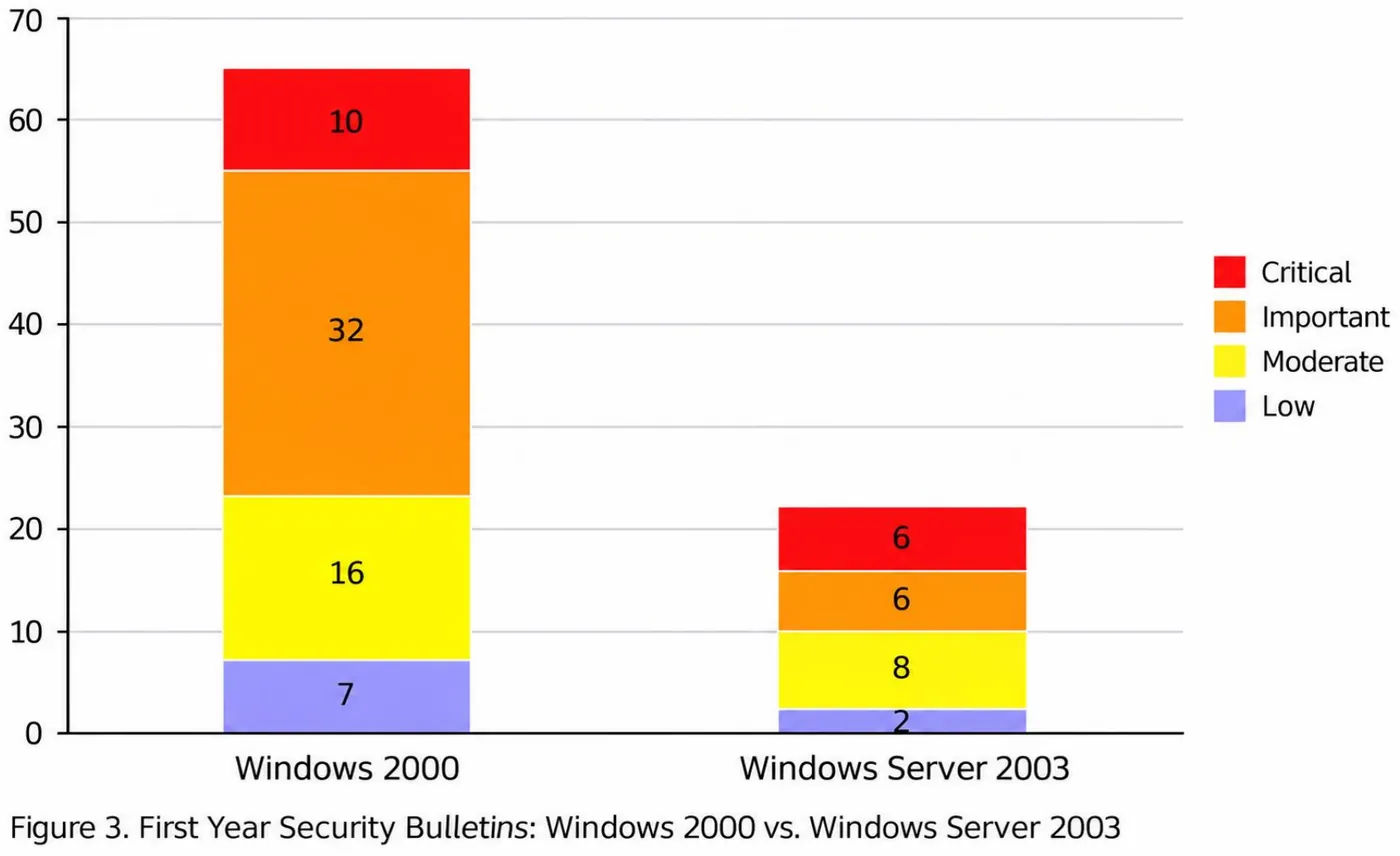 70
60
50
40
30
20
10
0
10
32
16
7
6
6
8
2
Windows 2000
Windows Server 2003
Critical
Important
Moderate
Low
Figure 3. First Year Security Bulletins: Windows 2000 vs. Windows Server 2003